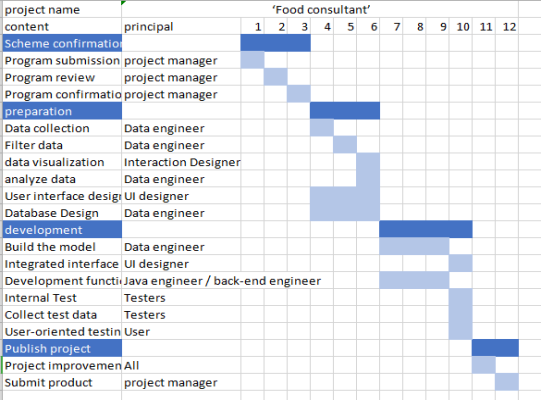 project name ‘Food consultant’
content principal 1 2 3 4 5 6 7 8 9 10 11 12
Scheme confirmation
Program submission project manager
Program review project manager
Program confirmatio project manager
preparation
Data collection Data engineer
Filter data Data engineer
data visualization Interaction Designer
analyze data Data engineer
User interface desigr UI designer
Database Design Data engineer
development
Build the model Data engineer
Integrated interface UI designer
Development functi Java engineer / back-end engineer
Internal Test Testers
Collect test data Testers
User-oriented testin User
Publish project
Project improvemen All
Submit product project manager